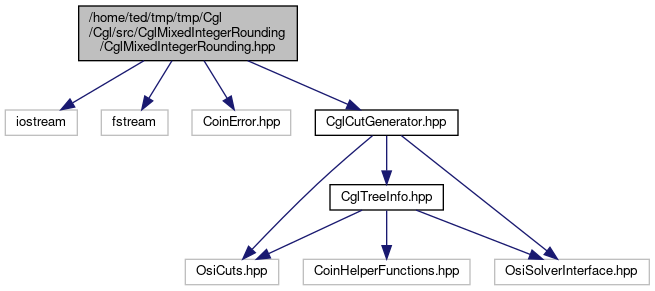 /home/ted/tmp/tmp/Cgl
/Cgl/src/CglMixedIntegerRounding
/CglMixedIntegerRounding.hpp
iostream
fstream
CoinError.hpp
CglCutGenerator.hpp
CglTreeInfo.hpp
OsiCuts.hpp
CoinHelperFunctions.hpp
OsiSolverInterface.hpp